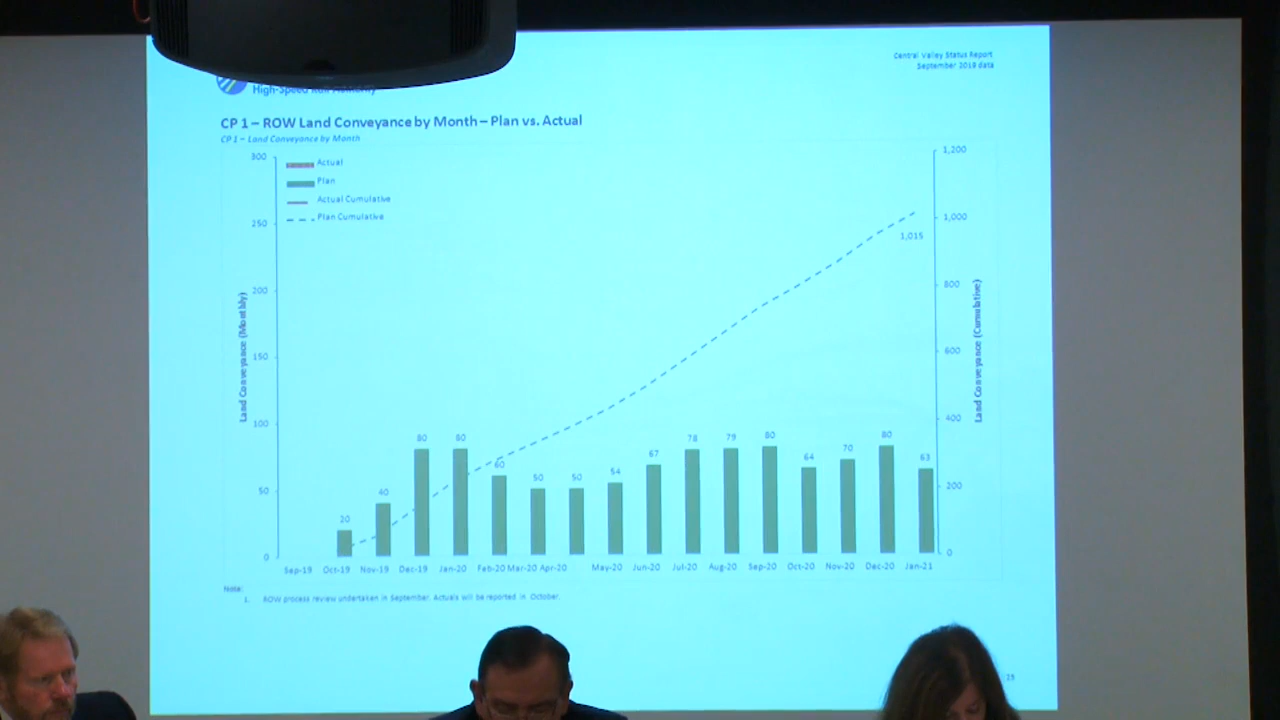 Central Valley Status Report
September 2019 data
High-Speed Rail Authority
CP 1 – ROW Land Conveyance by Month – Plan vs. Actual
CP 1 – Land Conveyance by Month
Actual
Plan
Actual Cumulative
Plan Cumulative
Land Conveyance (Monthly)
300
250
200
150
100
50
0
Land Conveyance (Cumulative)
1,200
1,000
800
600
400
200
0
1,015
20 40 80 80 60 50 50 54 67 78 79 80 64 70 80 63
Sep-19 Oct-19 Nov-19 Dec-19 Jan-20 Feb-20 Mar-20 Apr-20 May-20 Jun-20 Jul-20 Aug-20 Sep-20 Oct-20 Nov-20 Dec-20 Jan-21
Note:
1. ROW process review undertaken in September. Actuals will be reported in October.